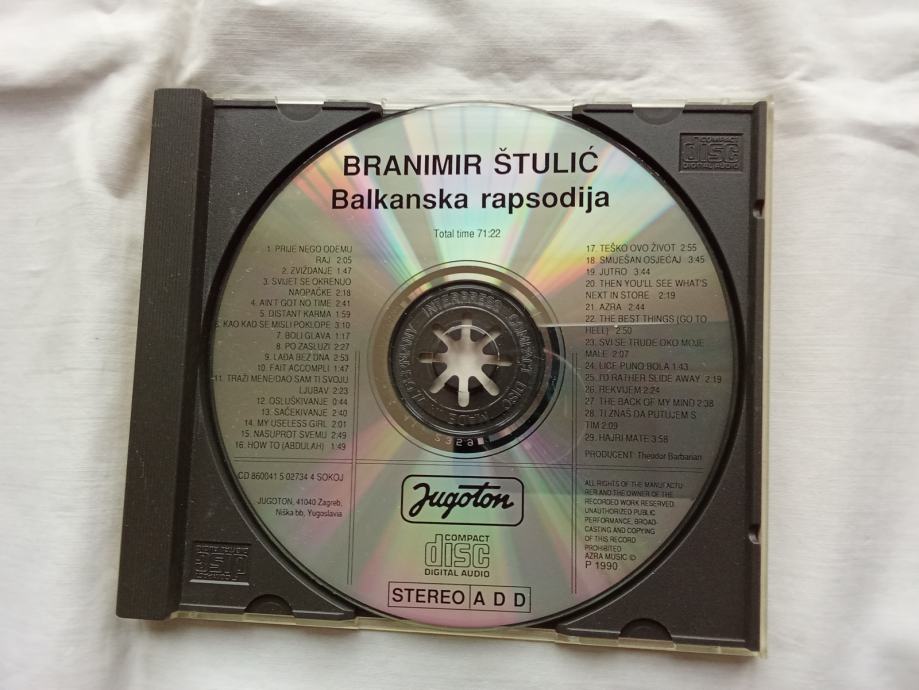 BRANIMIR ŠTULIĆ
Balkanska rapsodija
Total time 71:22
1. PRIJE NEGO ODEMU
RAJ 2:05
2. ZVIŽDANJE 1:47
3. SVIJET SE OKRENUO
NAOPAČKE 2:18
4. AIN'T GOT NO TIME 2:41
5. DISTANT KARMA 1:59
6. KAO KAD SE MISLI POKLOPE 3:10
7. BOLI GLAVA 1:17
8. PO ZASLUZI 2:27
9. LAĐA BEZ DNA 2:53
10. FAIT ACCOMPLI 1:47
11. TRAŽI MENE/DAO SAM TI SVOJU
LJUBAV 2:23
12. OSLUŠKIVANJE 0:44
13. SAČEKIVANJE 2:40
14. MY USELESS GIRL 2:01
15. NASUPROT SVEMU 2:49
16. HOW TO (ABDULAH) 1:49
17. TEŠKO OVO ŽIVOT 2:55
18. SMIJEŠAN OSJEĆAJ 3:45
19. JUTRO 3:44
20. THEN YOU'LL SEE WHAT'S
NEXT IN STORE 2:19
21. AZRA 2:44
22. THE BEST THINGS (GO TO
HELL) 2:50
23. SVI SE TRUDE OKO MOJE
MALE 2:07
24. LICE PUNO BOLA 1:43
25. I'D RATHER SLIDE AWAY 2:19
26. REKVIJEM 2:24
27. THE BACK OF MY MIND 2:38
28. TI ZNAŠ DA PUTUJEM S
TIM 2:09
29. HAJRI MATE 3:58
PRODUCENT: Theodor Barbarian
CD 860041 5 02734 4 SOKOJ
JUGOTON, 41040 Zagreb,
Niška bb, Yugoslavia
Jugoton
COMPACT
disc
DIGITAL AUDIO
STEREO A D D
ALL RIGHTS OF THE MANUFACTU-
RER AND THE OWNER OF THE
RECORDED WORK RESERVED.
UNAUTHORIZED PUBLIC
PERFORMANCE, BROAD-
CASTING AND COPYING
OF THIS RECORD
PROHIBITED
AZRA MUSIC ©
P 1990
COMPACT
disc
DIGITAL AUDIO
COMPACT
disc